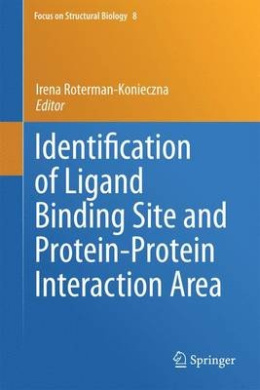 Focus on Structural Biology 8
Irena Roterman-Konieczna
Editor
Identification
of Ligand
Binding Site and
Protein-Protein
Interaction Area
Springer